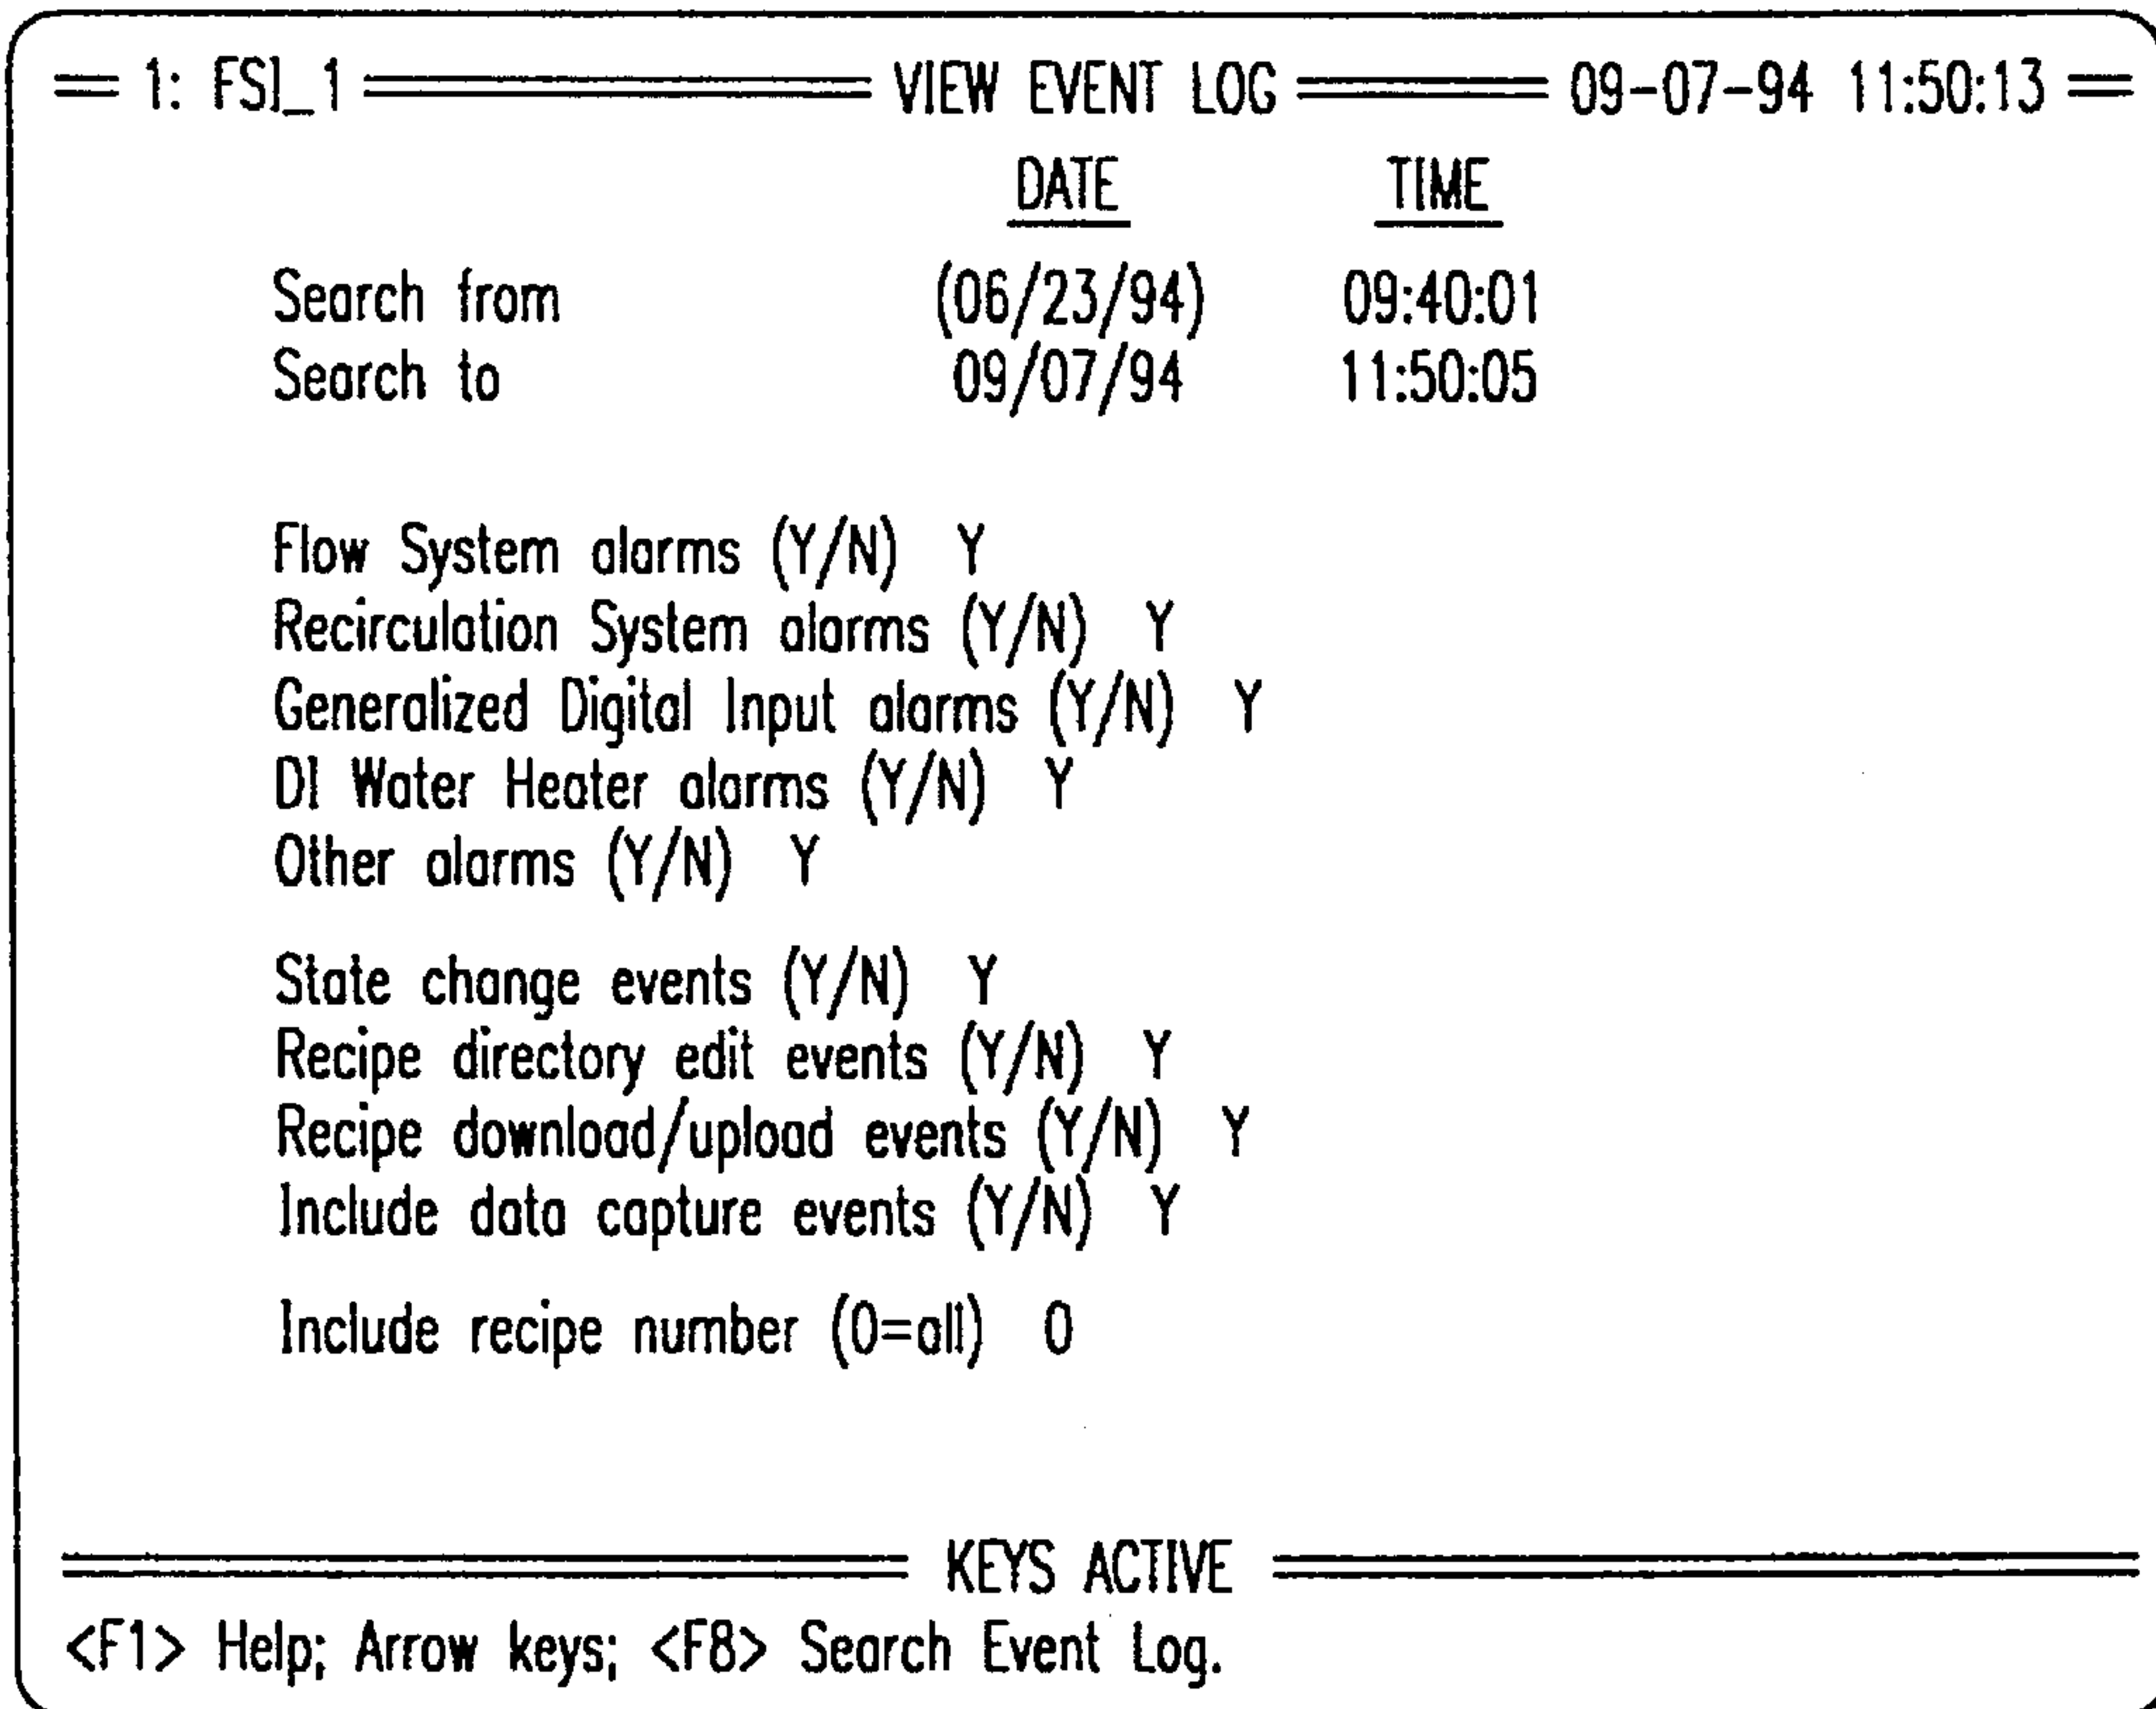 1: FSI_1 VIEW EVENT LOG 09-07-94 11:50:13
DATE TIME
Search from (06/23/94) 09:40:01
Search to 09/07/94 11:50:05
Flow System alarms (Y/N) Y
Recirculation System alarms (Y/N) Y
Generalized Digital Input alarms (Y/N) Y
DI Water Heater alarms (Y/N) Y
Other alarms (Y/N) Y
State change events (Y/N) Y
Recipe directory edit events (Y/N) Y
Recipe download/upload events (Y/N) Y
Include data capture events (Y/N) Y
Include recipe number (0=all) 0
KEYS ACTIVE
<F1> Help; Arrow keys; <F8> Search Event Log.